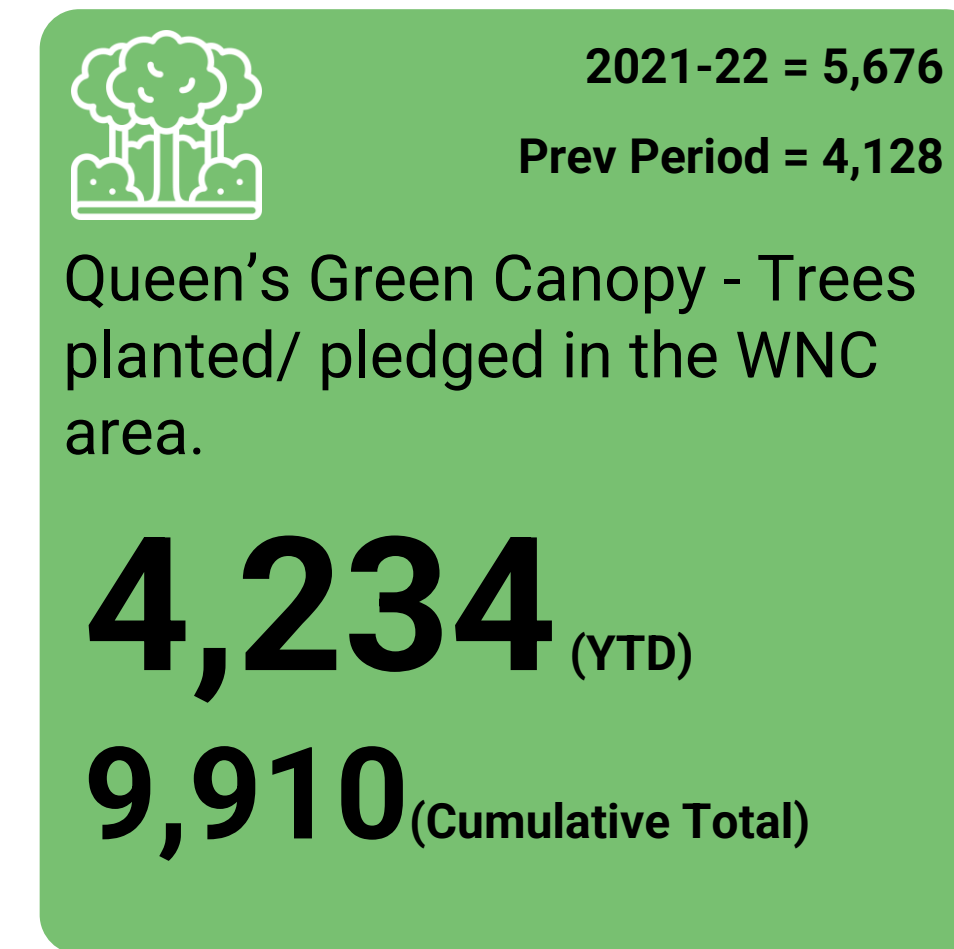 2021-22 = 5,676
Prev Period = 4,128
Queen’s Green Canopy - Trees
planted/ pledged in the WNC
area.
4,234 (YTD)
9,910(Cumulative Total)